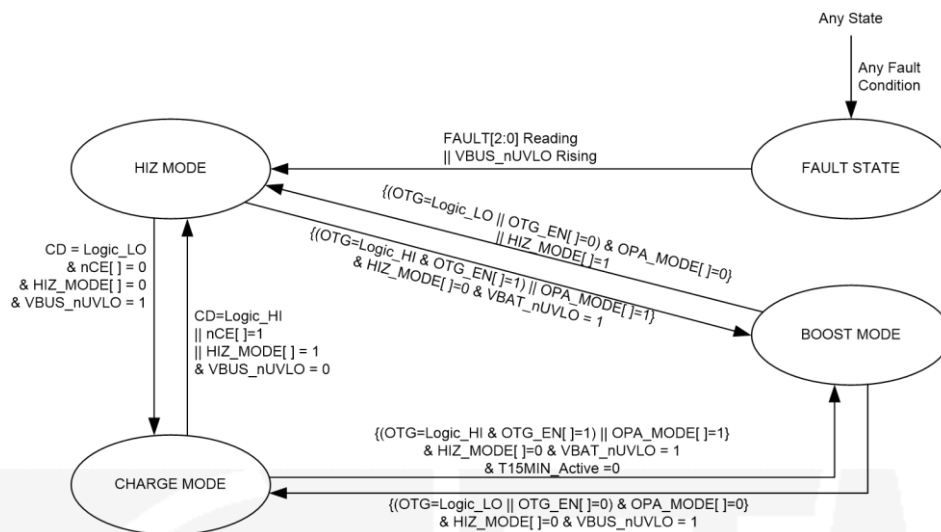 Any State
Any Fault
Condition
FAULT[2:0] Reading
|| VBUS_nUVLO Rising
HIZ MODE
FAULT STATE
{(OTG=Logic_LO || OTG_EN[ ]=0) & OPA_MODE[ ]=0}
|| HIZ_MODE[ ]=1
{(OTG=Logic_HI & OTG_EN[ ]=1) || OPA_MODE[ ]=1}
& HIZ_MODE[ ]=0 & VBAT_nUVLO = 1
CD = Logic_LO
& nCE[ ] = 0
& HIZ_MODE[ ] = 0
& VBUS_nUVLO = 1
CD=Logic_HI
|| nCE[ ]=1
|| HIZ_MODE[ ] = 1
& VBUS_nUVLO = 0
BOOST MODE
{(OTG=Logic_HI & OTG_EN[ ]=1) || OPA_MODE[ ]=1}
& HIZ_MODE[ ]=0 & VBAT_nUVLO = 1
& T15MIN_Active =0
CHARGE MODE
{(OTG=Logic_LO || OTG_EN[ ]=0) & OPA_MODE[ ]=0}
& HIZ_MODE[ ]=0 & VBUS_nUVLO = 1